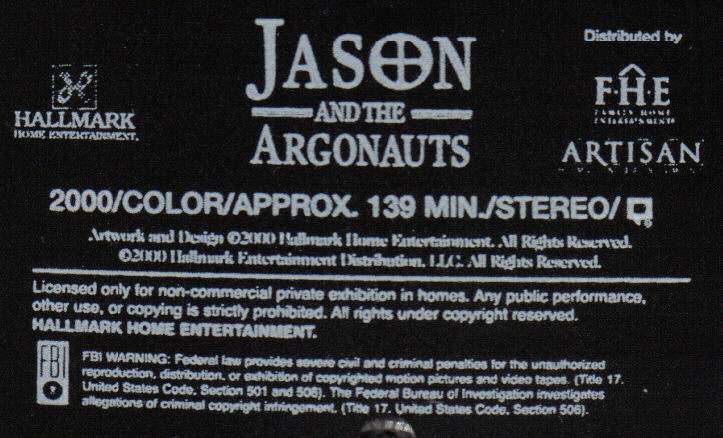 JASON
AND THE
ARGONAUTS
HALLMARK
HOME ENTERTAINMENT.
Distributed by
F·H·E
FAMILY HOME
ENTERTAINMENT
ARTISAN
2000/COLOR/APPROX. 139 MIN./STEREO/
Artwork and Design ©2000 Hallmark Home Entertainment. All Rights Reserved.
©2000 Hallmark Entertainment Distribution, LLC. All Rights Reserved.
Licensed only for non-commercial private exhibition in homes. Any public performance,
other use, or copying is strictly prohibited. All rights under copyright reserved.
HALLMARK HOME ENTERTAINMENT.
FBI
FBI WARNING: Federal law provides severe civil and criminal penalties for the unauthorized
reproduction, distribution, or exhibition of copyrighted motion pictures and video tapes. (Title 17,
United States Code, Section 501 and 506). The Federal Bureau of Investigation investigates
allegations of criminal copyright infringement. (Title 17, United States Code, Section 506).